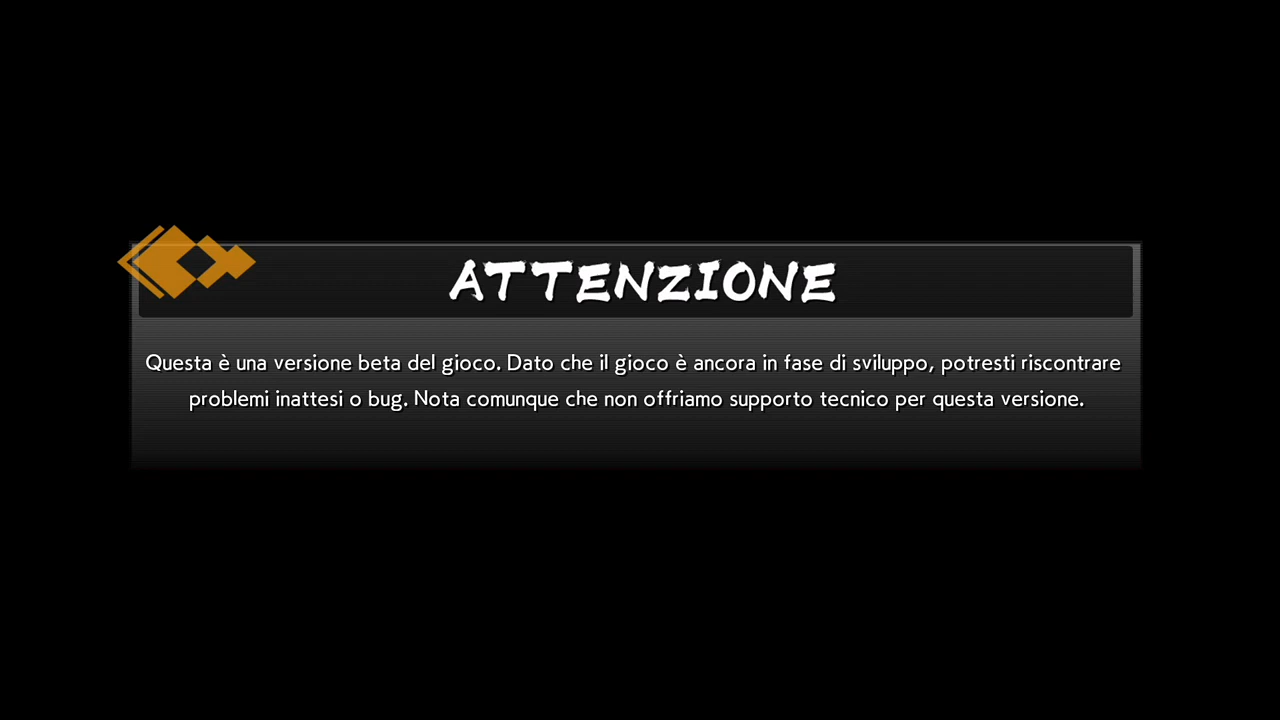 ATTENZIONE
Questa è una versione beta del gioco. Dato che il gioco è ancora in fase di sviluppo, potresti riscontrare
problemi inattesi o bug. Nota comunque che non offriamo supporto tecnico per questa versione.